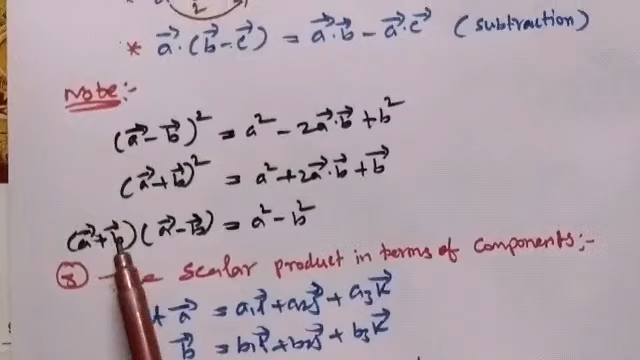 2
* a⃗·(b⃗-c⃗) = a⃗·b⃗ - a⃗·c⃗ (subtraction)
Note:-
(a⃗-b⃗)² = a² - 2a⃗·b⃗ + b²
(a⃗+b⃗)² = a² + 2a⃗·b⃗ + b⃗
(a⃗+b⃗)(a⃗-b⃗) = a² - b²
scalar product in terms of components:-
a⃗ = a₁i⃗ + a₂j⃗ + a₃k⃗
b⃗ = b₁i⃗ + b₂j⃗ + b₃k⃗